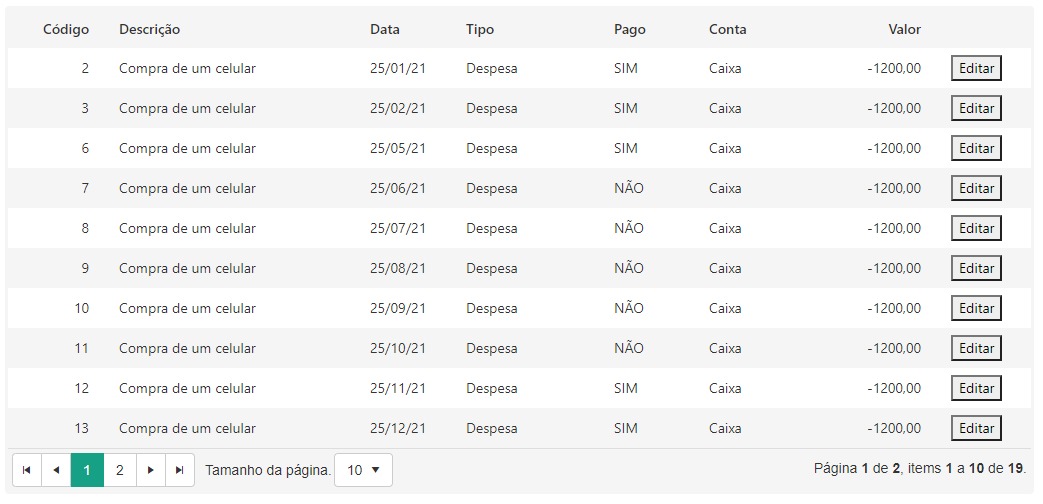 Código Descrição Data Tipo Pago Conta Valor
2 Compra de um celular 25/01/21 Despesa SIM Caixa -1200,00 Editar
3 Compra de um celular 25/02/21 Despesa SIM Caixa -1200,00 Editar
6 Compra de um celular 25/05/21 Despesa SIM Caixa -1200,00 Editar
7 Compra de um celular 25/06/21 Despesa NÃO Caixa -1200,00 Editar
8 Compra de um celular 25/07/21 Despesa NÃO Caixa -1200,00 Editar
9 Compra de um celular 25/08/21 Despesa NÃO Caixa -1200,00 Editar
10 Compra de um celular 25/09/21 Despesa NÃO Caixa -1200,00 Editar
11 Compra de um celular 25/10/21 Despesa NÃO Caixa -1200,00 Editar
12 Compra de um celular 25/11/21 Despesa SIM Caixa -1200,00 Editar
13 Compra de um celular 25/12/21 Despesa SIM Caixa -1200,00 Editar
1 2 Tamanho da página. 10 Página 1 de 2, items 1 a 10 de 19.